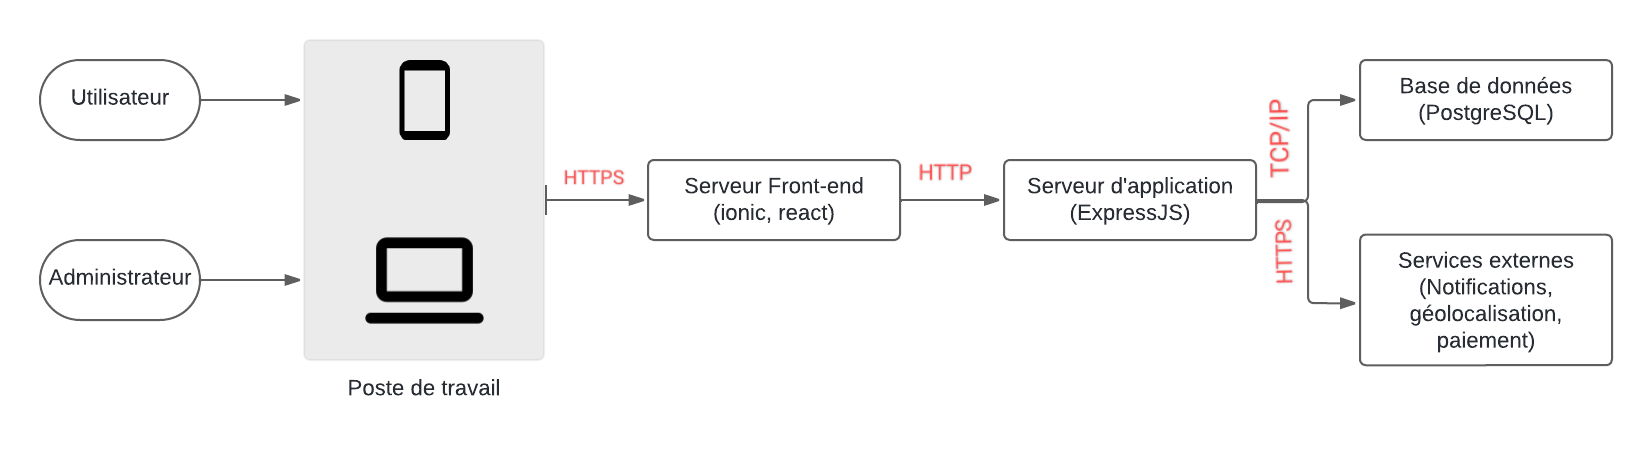 Utilisateur
Administrateur
Poste de travail
HTTPS
Serveur Front-end
(ionic, react)
HTTP
Serveur d'application
(ExpressJS)
TCP/IP
HTTPS
Base de données
(PostgreSQL)
Services externes
(Notifications,
géolocalisation,
paiement)